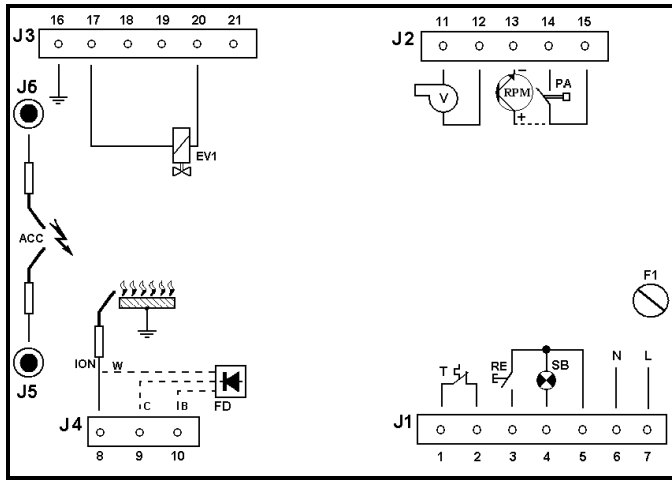 16 17 18 19 20 21
J3
11 12 13 14 15
J2
J6
V
RPM
−
+
PA
EV1
ACC
F1
ION
W
C
B
FD
J5
T
RE
SB
N
L
J4
8 9 10
J1
1 2 3 4 5 6 7